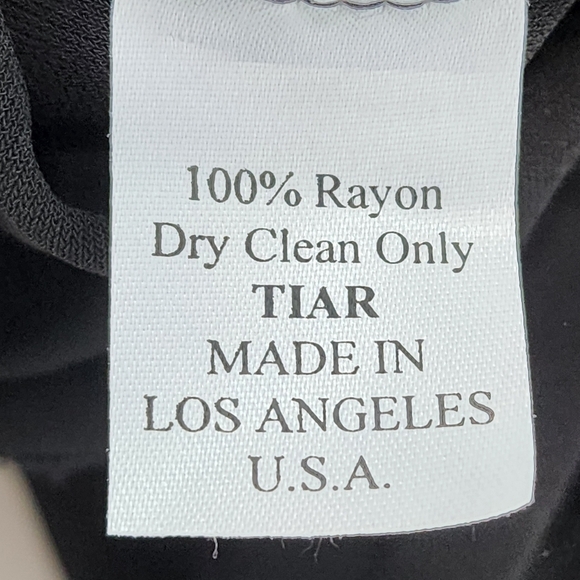 100% Rayon
Dry Clean Only
TIAR
MADE IN
LOS ANGELES
U.S.A.